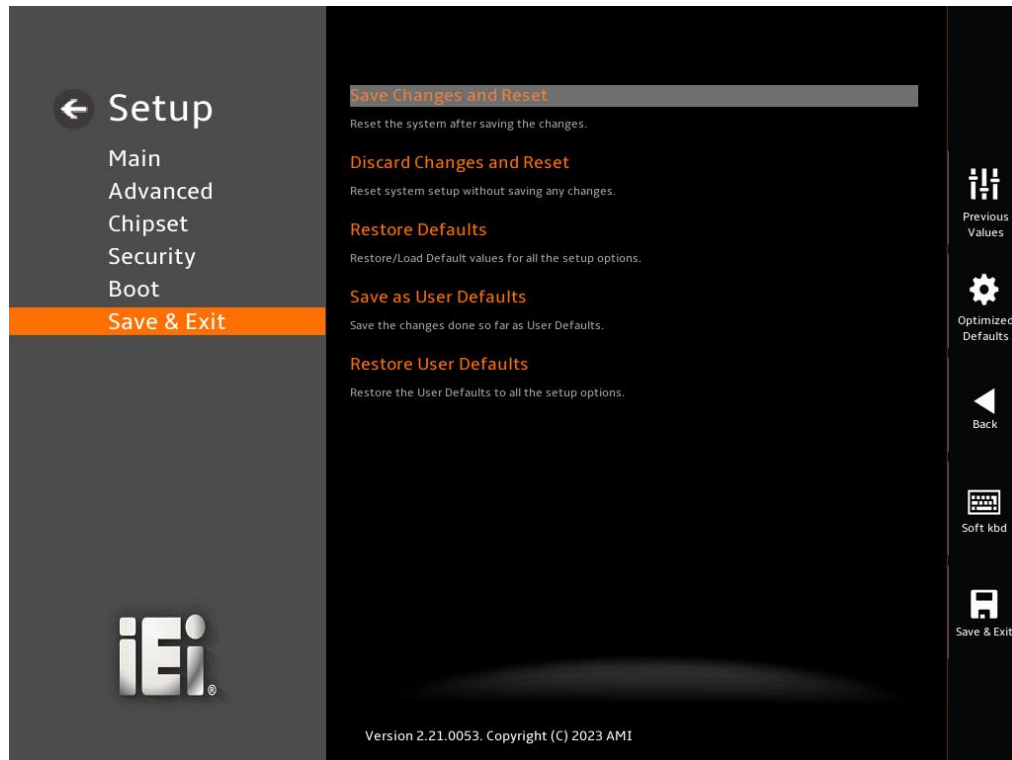 Setup
Main
Advanced
Chipset
Security
Boot
Save & Exit
iEi®
Save Changes and Reset
Reset the system after saving the changes.
Discard Changes and Reset
Reset system setup without saving any changes.
Restore Defaults
Restore/Load Default values for all the setup options.
Save as User Defaults
Save the changes done so far as User Defaults.
Restore User Defaults
Restore the User Defaults to all the setup options.
Version 2.21.0053. Copyright (C) 2023 AMI
Previous
Values
Optimized
Defaults
Back
Soft kbd
Save & Exit